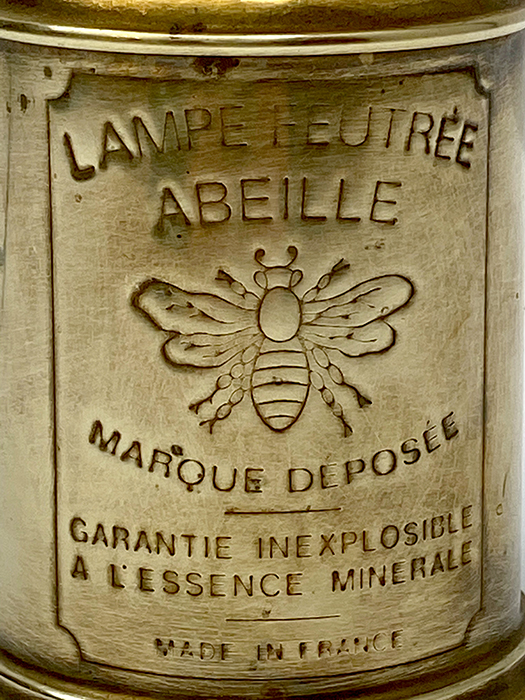 LAMPE FEUTRÉE
ABEILLE
MARQUE DÉPOSÉE
GARANTIE INEXPLOSIBLE
A L'ESSENCE MINERALE
MADE IN FRANCE